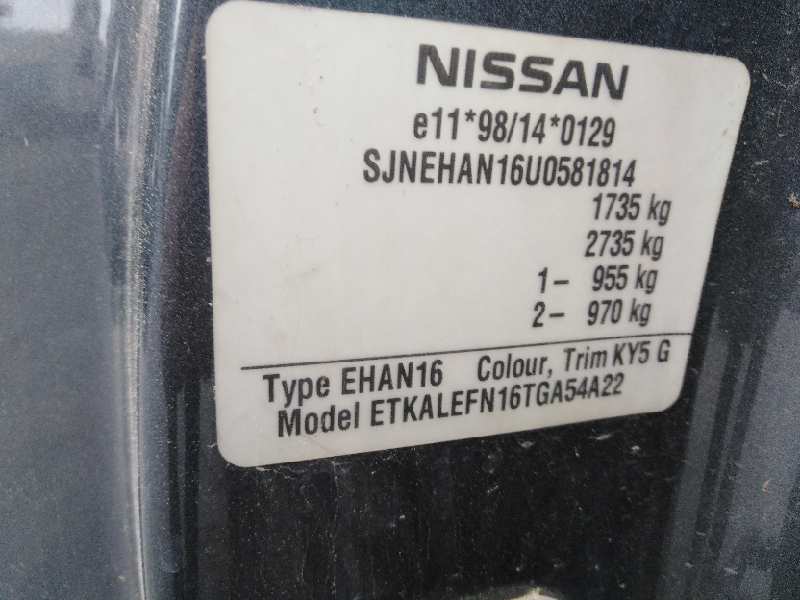 NISSAN
e11*98/14*0129
SJNEHAN16U0581814
1735 kg
2735 kg
1- 955 kg
2- 970 kg
Type EHAN16 Colour, Trim KY5 G
Model ETKALEFN16TGA54A22